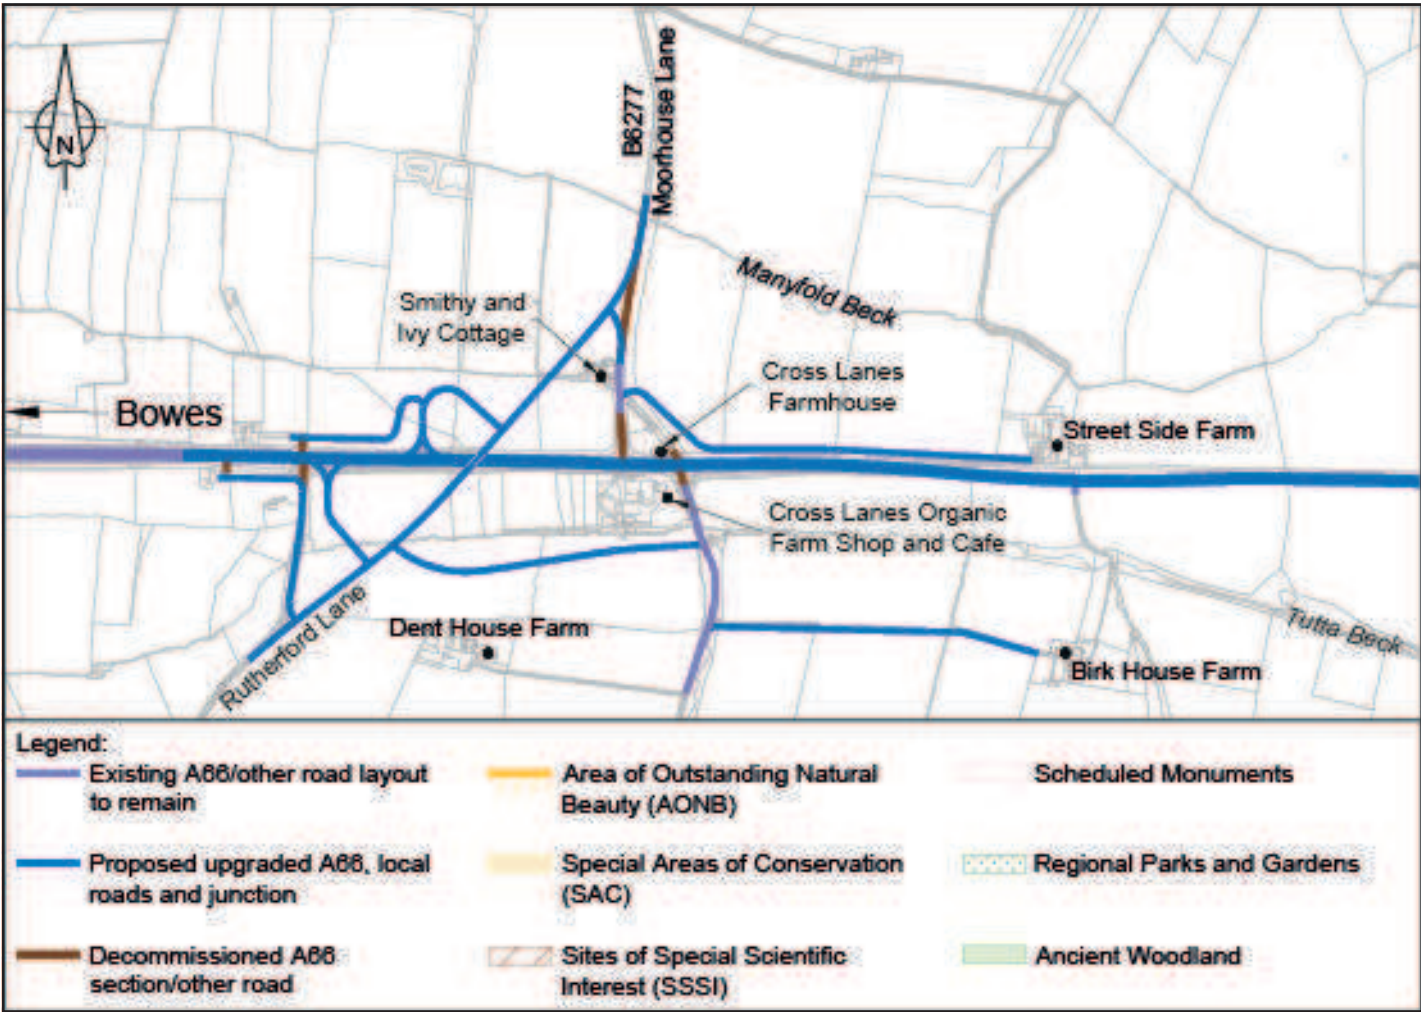 N
B6277
Moorhouse Lane
Manyfold Beck
Smithy and
Ivy Cottage
Cross Lanes
Farmhouse
Bowes
Street Side Farm
Cross Lanes Organic
Farm Shop and Cafe
Rutherford Lane
Dent House Farm
Tutta Beck
Birk House Farm
Legend:
Existing A66/other road layout
to remain
Proposed upgraded A66, local
roads and junction
Decommissioned A66
section/other road
Area of Outstanding Natural
Beauty (AONB)
Special Areas of Conservation
(SAC)
Sites of Special Scientific
Interest (SSSI)
Scheduled Monuments
Regional Parks and Gardens
Ancient Woodland